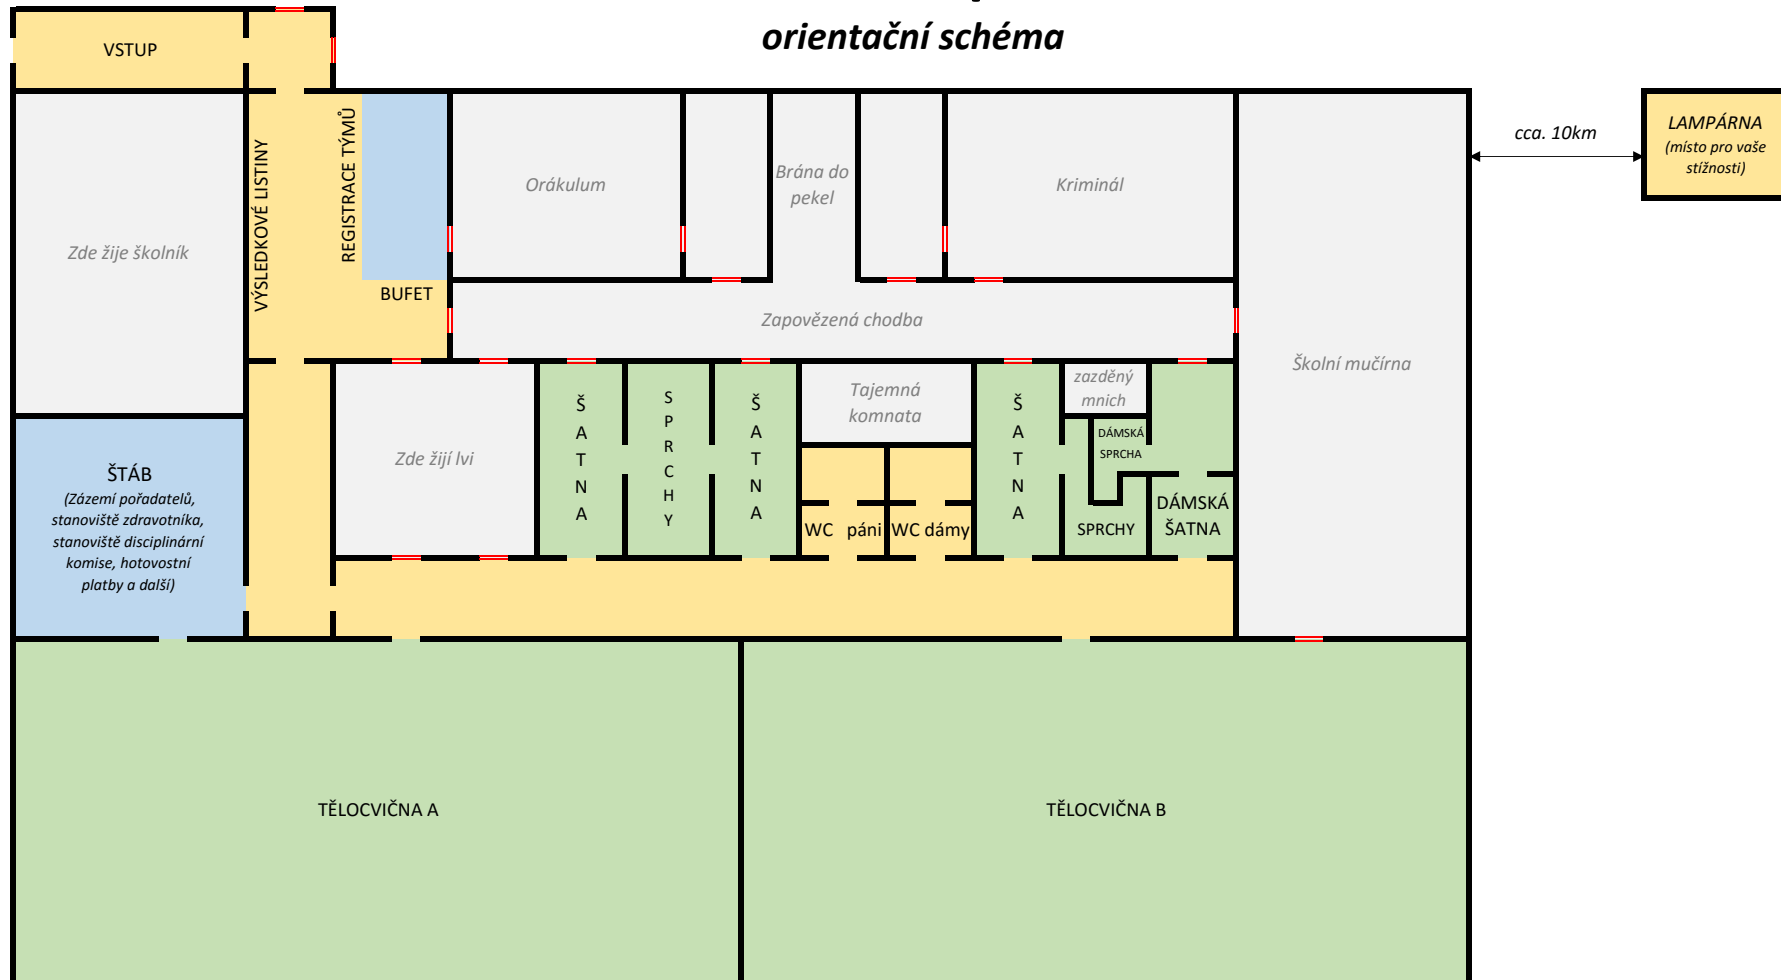 orientační schéma
VSTUP
VÝSLEDKOVÉ LISTINY
REGISTRACE TÝMŮ
BUFET
Zde žije školník
Orákulum
Brána do
pekel
Kriminál
cca. 10km
LAMPÁRNA
(místo pro vaše
stížnosti)
Zapovězená chodba
Školní mučírna
Zde žijí lvi
ŠATNA
SPRCHY
ŠATNA
Tajemná
komnata
ŠATNA
zazděný
mnich
DÁMSKÁ
SPRCHA
WC páni
WC dámy
SPRCHY
DÁMSKÁ
ŠATNA
ŠTÁB
(Zázemí pořadatelů,
stanoviště zdravotníka,
stanoviště disciplinární
komise, hotovostní
platby a další)
TĚLOCVIČNA A
TĚLOCVIČNA B